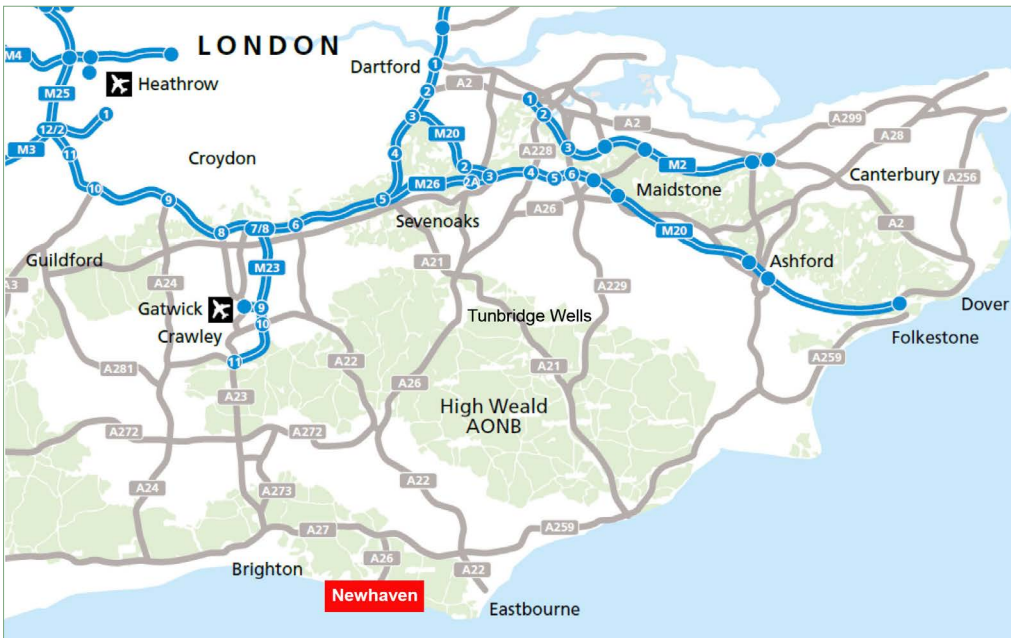 LONDON
M4
Heathrow
M25
1
12/2
M3
11
10
9
8
7/8
6
5
4
3
2
1
Dartford
A2
Croydon
M20
M26
2
2A
3
4
5
6
1
2
3
A228
A2
M2
A299
A28
A256
Canterbury
A2
Maidstone
Sevenoaks
A26
M20
Guildford
A3
A24
M23
Gatwick
9
10
Crawley
11
A21
A229
Ashford
Dover
Folkestone
Tunbridge Wells
A259
A281
A22
A26
A21
A23
High Weald
AONB
A272
A272
A24
A273
A22
A27
A26
A259
A22
Brighton
Newhaven
Eastbourne